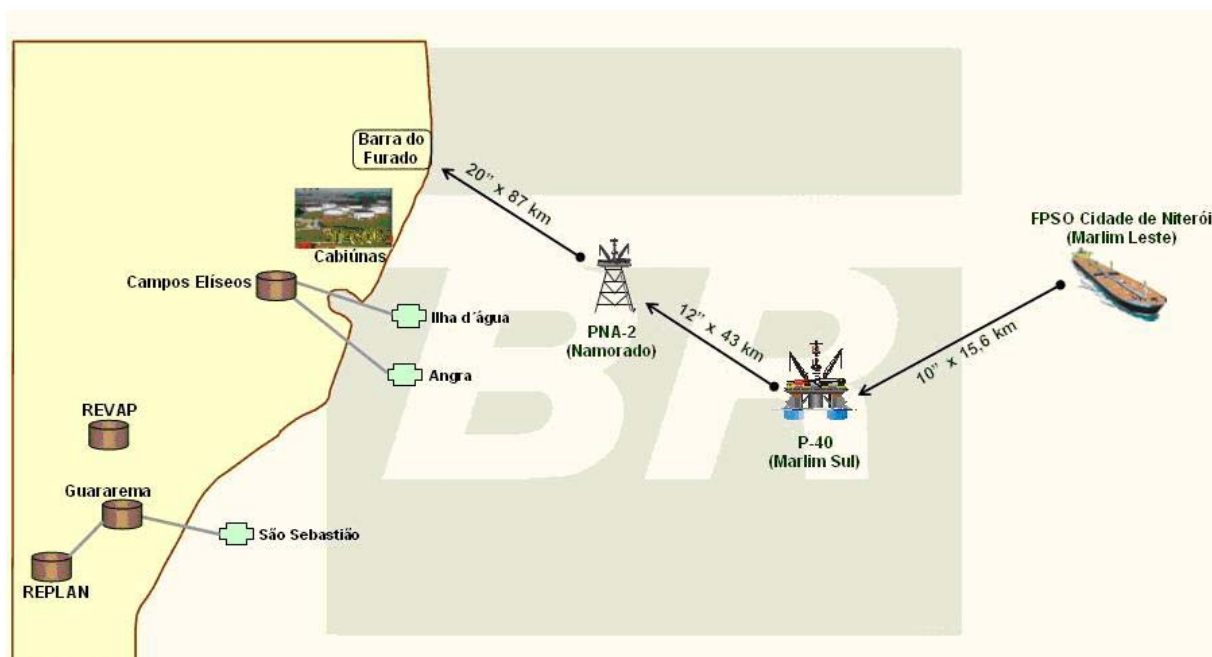 Barra do
Furado
20" x 87 km
Cabiúnas
FPSO Cidade de Niterói
(Marlim Leste)
Campos Elíseos
Ilha d´água
PNA-2
(Namorado)
12" x 43 km
10" x 15,6 km
Angra
REVAP
P-40
(Marlim Sul)
Guararema
São Sebastião
REPLAN
BR